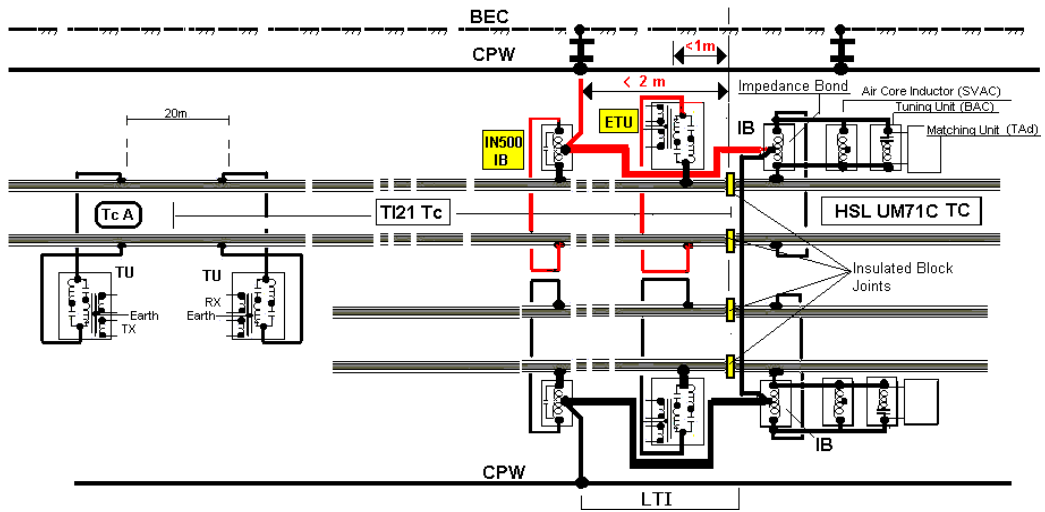 BEC
<1m
CPW
< 2 m
Impedance Bond
Air Core Inductor (SVAC)
Tuning Unit (BAC)
Matching Unit (TAd)
20m
ETU
IB
IN500
IB
Tc A
TI21 Tc
HSL UM71C TC
TU
TU
Insulated Block
Joints
RX
Earth
Earth
TX
IB
CPW
LTI